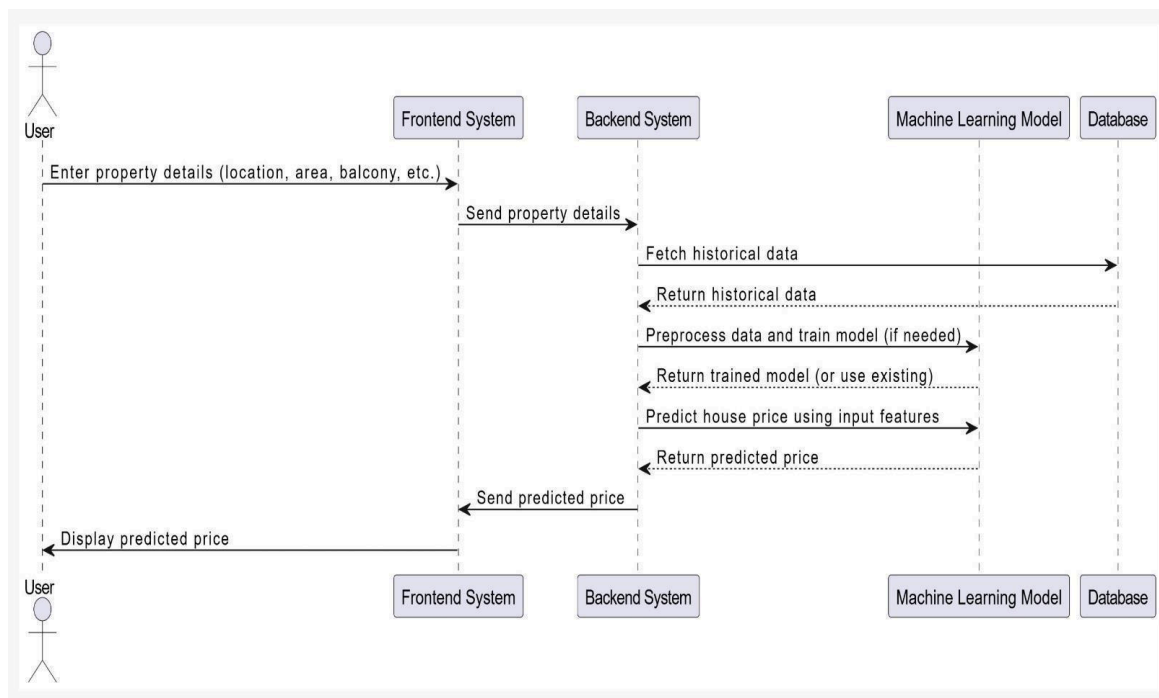 User
Frontend System
Backend System
Machine Learning Model
Database
Enter property details (location, area, balcony, etc.)
Send property details
Fetch historical data
Return historical data
Preprocess data and train model (if needed)
Return trained model (or use existing)
Predict house price using input features
Return predicted price
Send predicted price
Display predicted price
User
Frontend System
Backend System
Machine Learning Model
Database